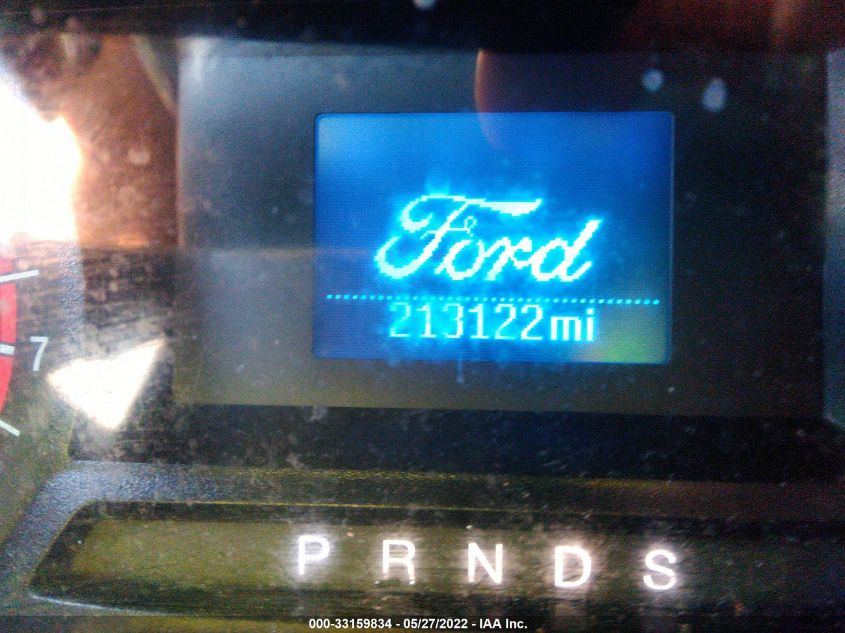 Ford
213122mi
7
P R N D S
000-33159834 - 05/27/2022 - IAA Inc.